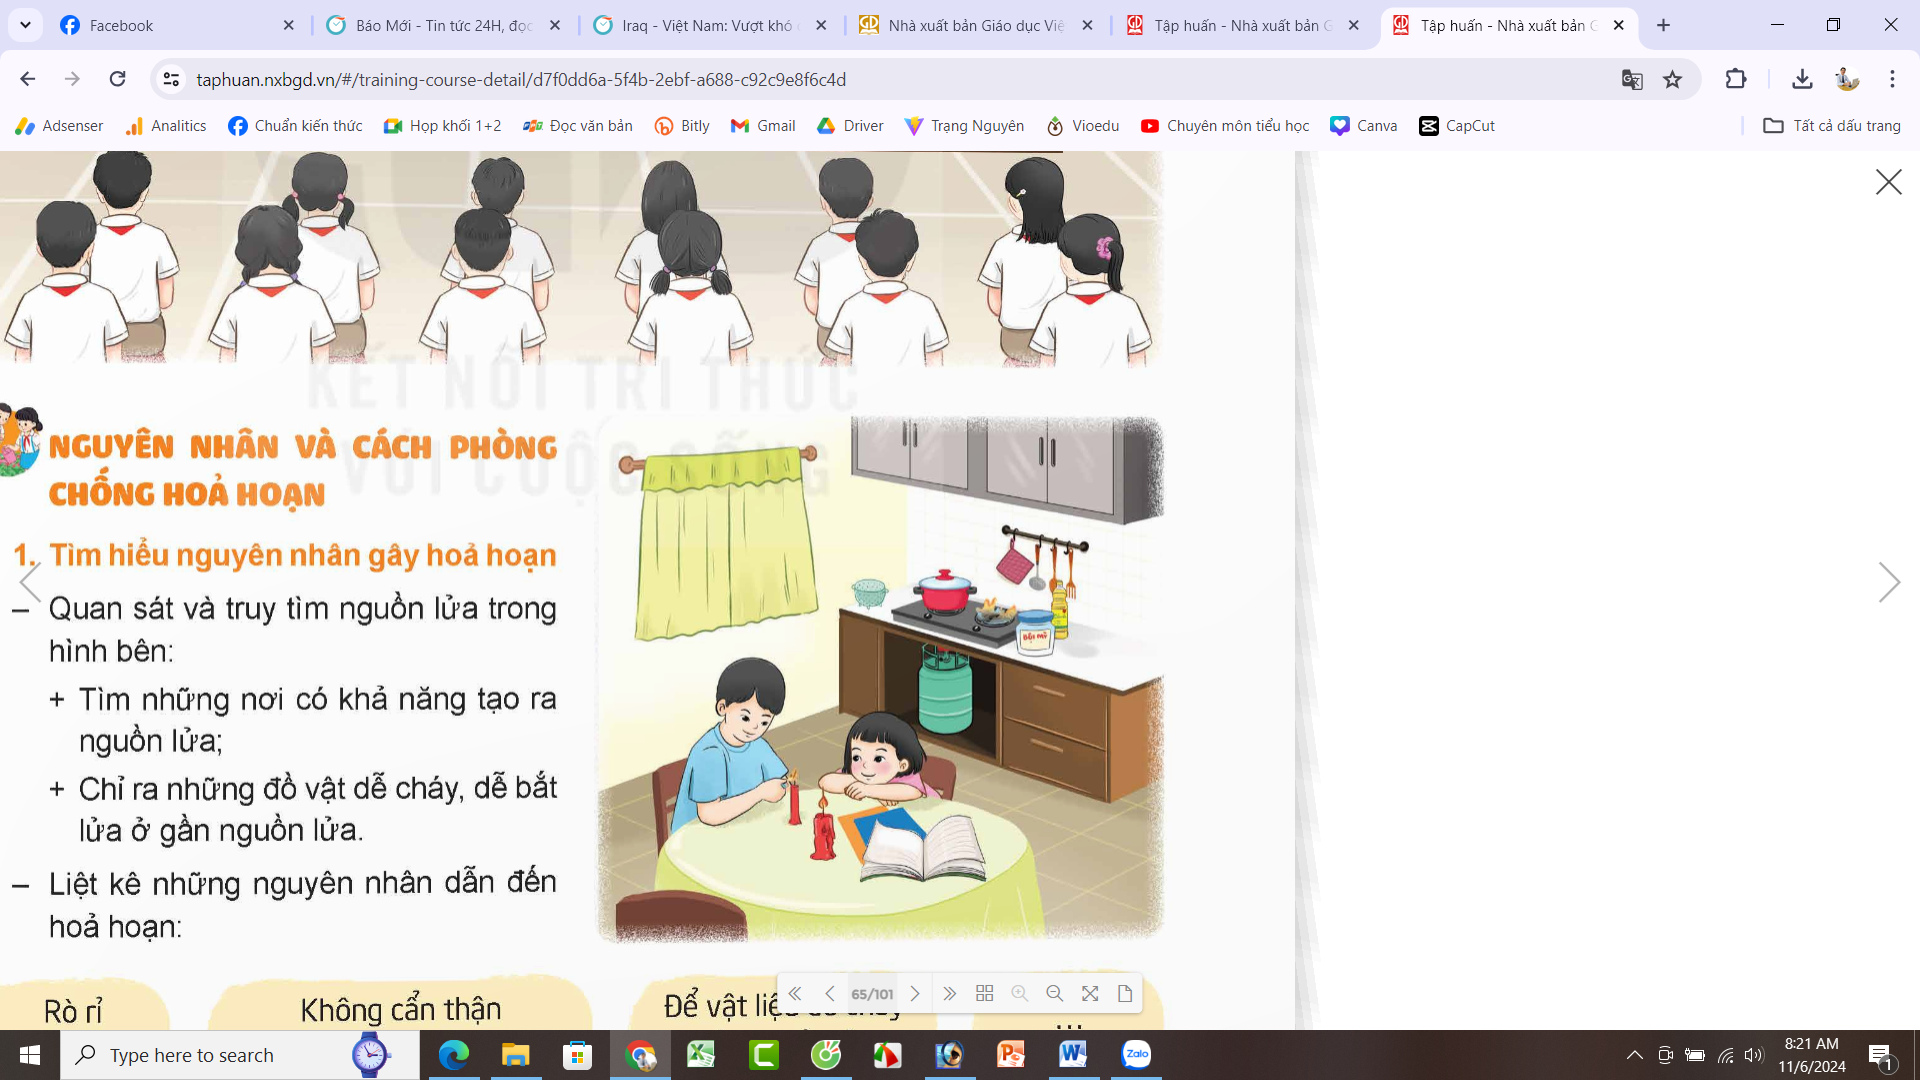 Facebook
Báo Mới - Tin tức 24H, đọc
Iraq - Việt Nam: Vượt khó
Nhà xuất bản Giáo dục Việ
Tập huấn - Nhà xuất bản G
Tập huấn - Nhà xuất bản G
taphuan.nxbgd.vn/#/training-course-detail/d7f0dd6a-5f4b-2ebf-a688-c92c9e8f6c4d
Adsenser
Analitics
Chuẩn kiến thức
Họp khối 1+2
Đọc văn bản
Bitly
Gmail
Driver
Trạng Nguyên
Vioedu
Chuyên môn tiểu học
Canva
CapCut
Tất cả dấu trang
KẾT NỐI TRI THỨC
VỚI CUỘC SỐNG
NGUYÊN NHÂN VÀ CÁCH PHÒNG
CHỐNG HOẢ HOẠN
1. Tìm hiểu nguyên nhân gây hoả hoạn
– Quan sát và truy tìm nguồn lửa trong
hình bên:
+ Tìm những nơi có khả năng tạo ra
nguồn lửa;
+ Chỉ ra những đồ vật dễ cháy, dễ bắt
lửa ở gần nguồn lửa.
– Liệt kê những nguyên nhân dẫn đến
hoả hoạn:
Bột mỳ
Rò rỉ
Không cẩn thận
Để vật liệu dễ cháy
...
65/101
Type here to search
Zalo
8:21 AM
11/6/2024
1